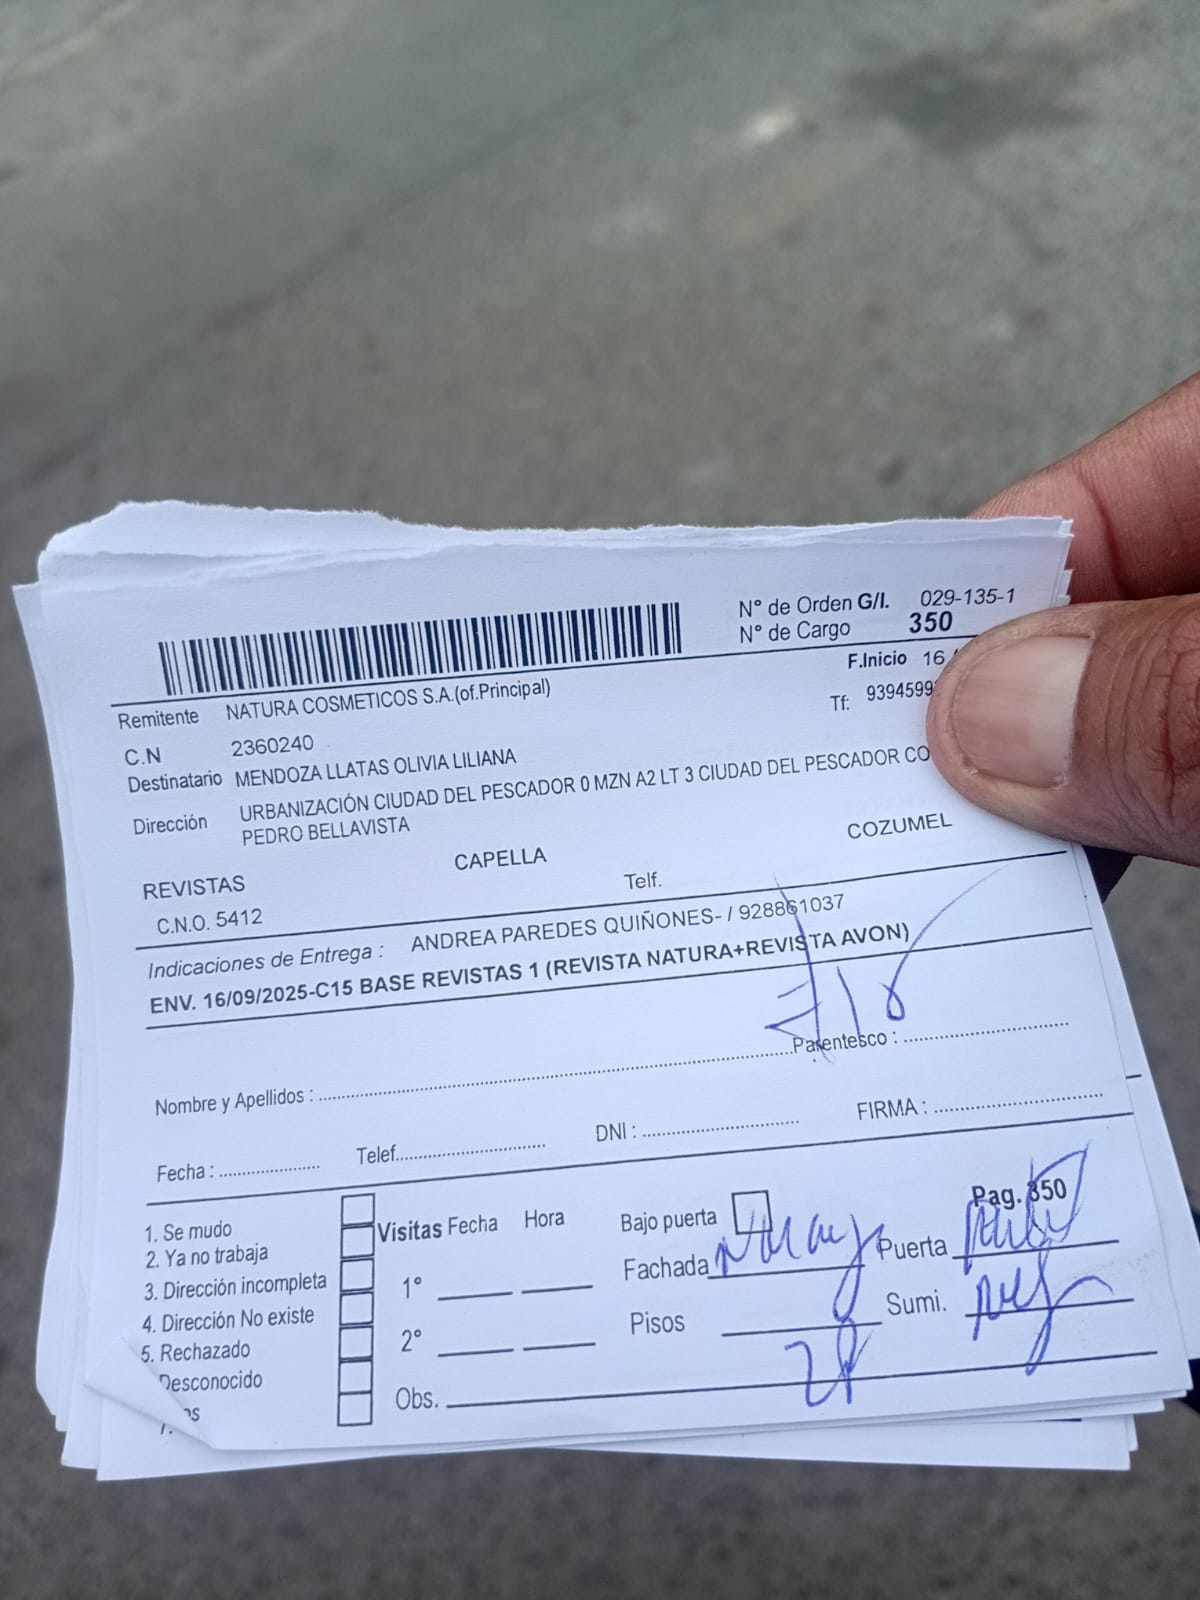 N° de Orden G/I. 029-135-1
N° de Cargo 350
F.Inicio 16
Remitente NATURA COSMETICOS S.A.(of.Principal)
Tf: 9394599
C.N 2360240
Destinatario MENDOZA LLATAS OLIVIA LILIANA
Dirección URBANIZACIÓN CIUDAD DEL PESCADOR 0 MZN A2 LT 3 CIUDAD DEL PESCADOR CO
PEDRO BELLAVISTA
REVISTAS CAPELLA COZUMEL
C.N.O. 5412 Telf.
Indicaciones de Entrega : ANDREA PAREDES QUIÑONES- / 928861037
ENV. 16/09/2025-C15 BASE REVISTAS 1 (REVISTA NATURA+REVISTA AVON)
Nombre y Apellidos : Parentesco :
Fecha : Telef. DNI : FIRMA :
Pag. 350
1. Se mudo
2. Ya no trabaja
3. Dirección incompleta
4. Dirección No existe
5. Rechazado
Desconocido
Visitas Fecha Hora
1°
2°
Obs.
Bajo puerta
Fachada Puerta
Pisos Sumi.